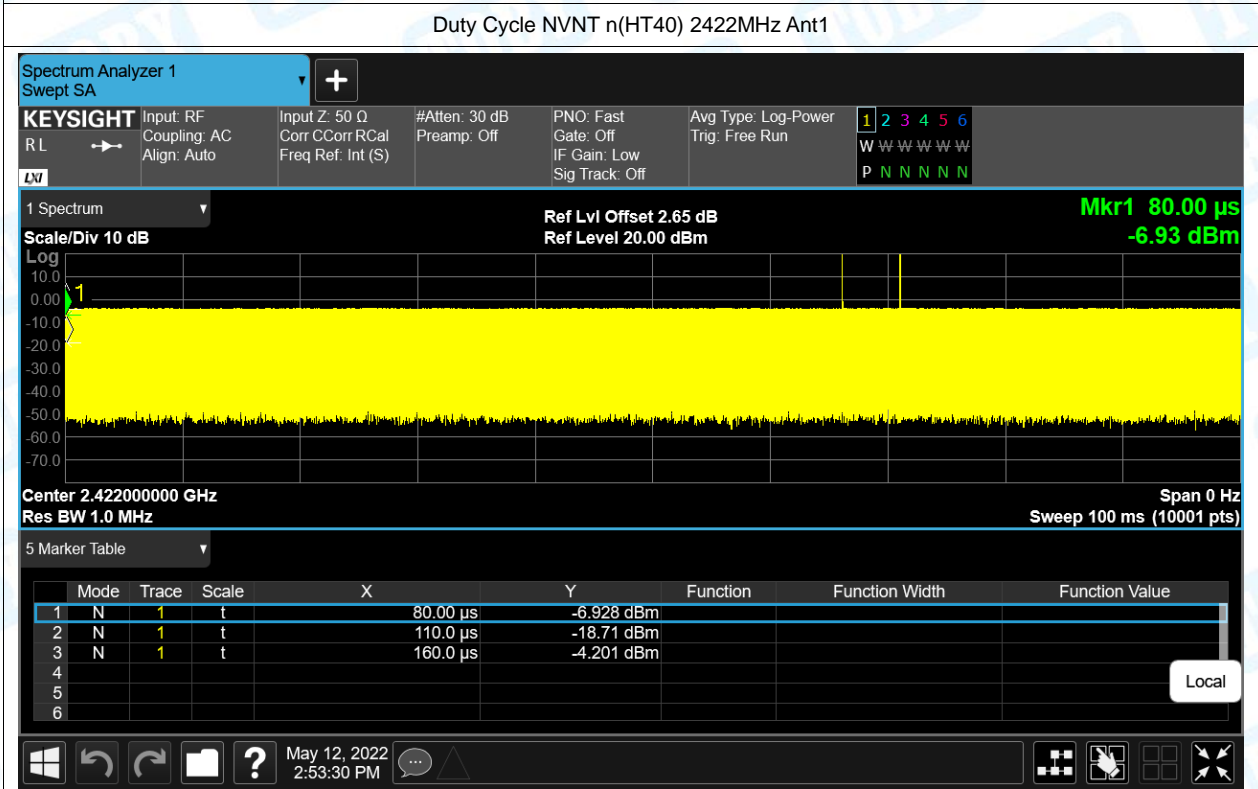 Duty Cycle NVNT n(HT40) 2422MHz Ant1
Spectrum Analyzer 1
Swept SA
KEYSIGHT
RL
LXI
Input: RF
Coupling: AC
Align: Auto
Input Z: 50 Ω
Corr CCorr RCal
Freq Ref: Int (S)
#Atten: 30 dB
Preamp: Off
PNO: Fast
Gate: Off
IF Gain: Low
Sig Track: Off
Avg Type: Log-Power
Trig: Free Run
1 2 3 4 5 6
W W W W W W
P N N N N N
1 Spectrum
Scale/Div 10 dB
Ref Lvl Offset 2.65 dB
Ref Level 20.00 dBm
Mkr1 80.00 µs
-6.93 dBm
Log
10.0
0.00
-10.0
-20.0
-30.0
-40.0
-50.0
-60.0
-70.0
1
Center 2.422000000 GHz
Res BW 1.0 MHz
Span 0 Hz
Sweep 100 ms (10001 pts)
5 Marker Table
Mode Trace Scale X Y Function Function Width Function Value
1 N 1 t 80.00 µs -6.928 dBm
2 N 1 t 110.0 µs -18.71 dBm
3 N 1 t 160.0 µs -4.201 dBm
4
5
6
Local
?
May 12, 2022
2:53:30 PM